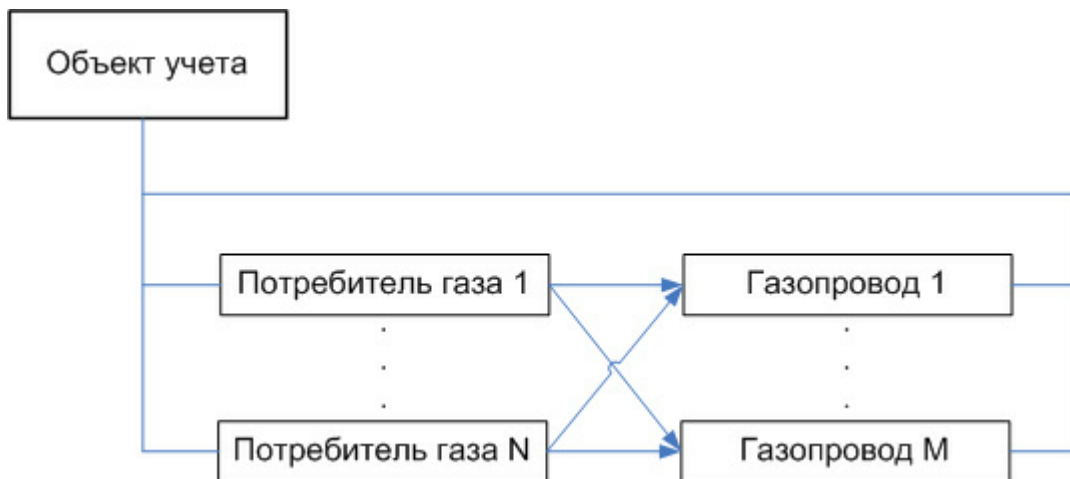 Объект учета
Потребитель газа 1
Газопровод 1
Потребитель газа N
Газопровод M